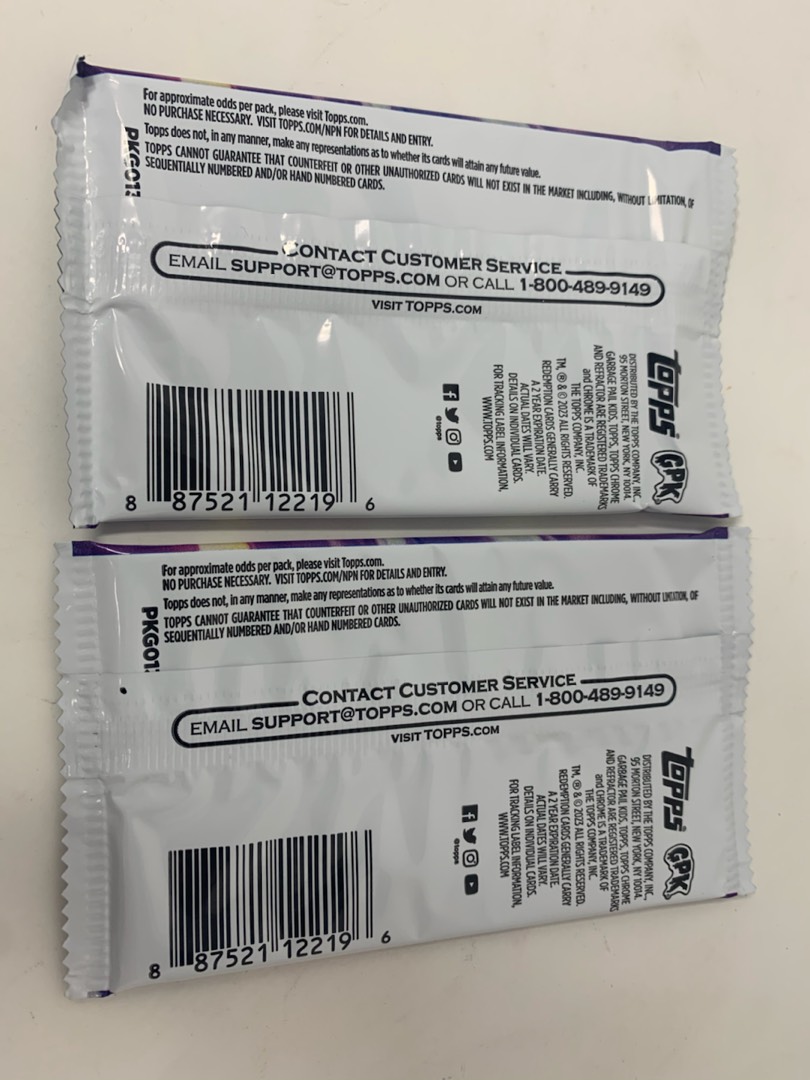 For approximate odds per pack, please visit Topps.com.
NO PURCHASE NECESSARY. VISIT TOPPS.COM/NPN FOR DETAILS AND ENTRY.
Topps does not, in any manner, make any representations as to whether its cards will attain any future value.
TOPPS CANNOT GUARANTEE THAT COUNTERFEIT OR OTHER UNAUTHORIZED CARDS WILL NOT EXIST IN THE MARKET INCLUDING, WITHOUT LIMITATION, OF
SEQUENTIALLY NUMBERED AND/OR HAND NUMBERED CARDS.
CONTACT CUSTOMER SERVICE
EMAIL SUPPORT@TOPPS.COM OR CALL 1-800-489-9149
VISIT TOPPS.COM
topps GPK
DISTRIBUTED BY THE TOPPS COMPANY, INC.,
95 MORTON STREET, NEW YORK, NY 10014.
GARBAGE PAIL KIDS, TOPPS, TOPPS CHROME
AND REFRACTOR ARE REGISTERED TRADEMARKS
and CHROME IS A TRADEMARK OF
THE TOPPS COMPANY, INC.
TM, ® & © 2023 ALL RIGHTS RESERVED.
REDEMPTION CARDS GENERALLY CARRY
A 2 YEAR EXPIRATION DATE.
ACTUAL DATES WILL VARY.
DETAILS ON INDIVIDUAL CARDS.
FOR TRACKING LABEL INFORMATION,
WWW.TOPPS.COM
@topps
8 87521 12219 6
For approximate odds per pack, please visit Topps.com.
NO PURCHASE NECESSARY. VISIT TOPPS.COM/NPN FOR DETAILS AND ENTRY.
Topps does not, in any manner, make any representations as to whether its cards will attain any future value.
TOPPS CANNOT GUARANTEE THAT COUNTERFEIT OR OTHER UNAUTHORIZED CARDS WILL NOT EXIST IN THE MARKET INCLUDING, WITHOUT LIMITATION, OF
SEQUENTIALLY NUMBERED AND/OR HAND NUMBERED CARDS.
CONTACT CUSTOMER SERVICE
EMAIL SUPPORT@TOPPS.COM OR CALL 1-800-489-9149
VISIT TOPPS.COM
topps GPK
DISTRIBUTED BY THE TOPPS COMPANY, INC.,
95 MORTON STREET, NEW YORK, NY 10014.
GARBAGE PAIL KIDS, TOPPS, TOPPS CHROME
AND REFRACTOR ARE REGISTERED TRADEMARKS
and CHROME IS A TRADEMARK OF
THE TOPPS COMPANY, INC.
TM, ® & © 2023 ALL RIGHTS RESERVED.
REDEMPTION CARDS GENERALLY CARRY
A 2 YEAR EXPIRATION DATE.
ACTUAL DATES WILL VARY.
DETAILS ON INDIVIDUAL CARDS.
FOR TRACKING LABEL INFORMATION,
WWW.TOPPS.COM
@topps
8 87521 12219 6